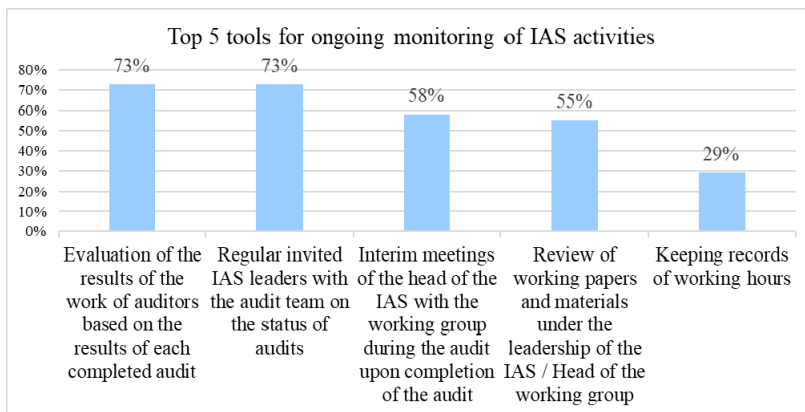 Top 5 tools for ongoing monitoring of IAS activities
80%
70%
60%
50%
40%
30%
20%
10%
0%
73%
73%
58%
55%
29%
Evaluation of the
results of the
work of auditors
based on the
results of each
completed audit
Regular invited
IAS leaders with
the audit team on
the status of
audits
Interim meetings
of the head of the
IAS with the
working group
during the audit
upon completion
of the audit
Review of
working papers
and materials
under the
leadership of the
IAS / Head of the
working group
Keeping records
of working hours